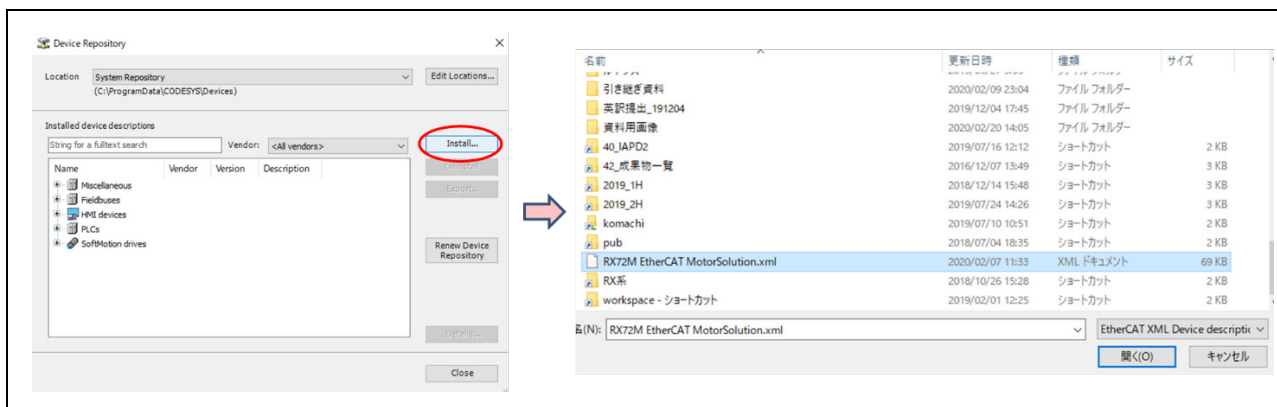 Device Repository
Location
System Repository
(C:\ProgramData\CODESYS\Devices)
Edit Locations...
Installed device descriptions
String for a fulltext search
Vendor:
<All vendors>
Install...
Name Vendor Version Description
Miscellaneous
Fieldbuses
HMI devices
PLCs
SoftMotion drives
Uninstall
Export...
Renew Device
Repository
Details...
Close
名前 更新日時 種類 サイズ
引き継ぎ資料 2020/02/09 23:04 ファイル フォルダー
英訳提出_191204 2019/12/04 17:45 ファイル フォルダー
資料用画像 2020/02/20 14:05 ファイル フォルダー
40_IAPD2 2019/07/16 12:12 ショートカット 2 KB
42_成果物一覧 2016/12/07 13:49 ショートカット 3 KB
2019_1H 2018/12/14 15:48 ショートカット 3 KB
2019_2H 2019/07/24 14:26 ショートカット 3 KB
komachi 2019/07/10 10:51 ショートカット 2 KB
pub 2018/07/04 18:35 ショートカット 2 KB
RX72M EtherCAT MotorSolution.xml 2020/02/07 11:33 XML ドキュメント 69 KB
RX系 2018/10/26 15:28 ショートカット 2 KB
workspace - ショートカット 2019/02/01 12:25 ショートカット 2 KB
名(N): RX72M EtherCAT MotorSolution.xml
EtherCAT XML Device descriptic
開く(O)
キャンセル